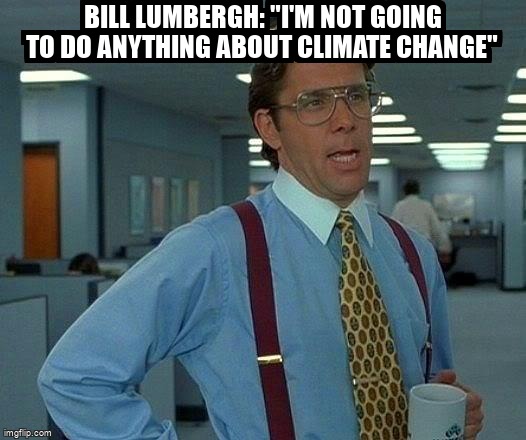 BILL LUMBERGH: "I'M NOT GOING
TO DO ANYTHING ABOUT CLIMATE CHANGE"
imgflip.com